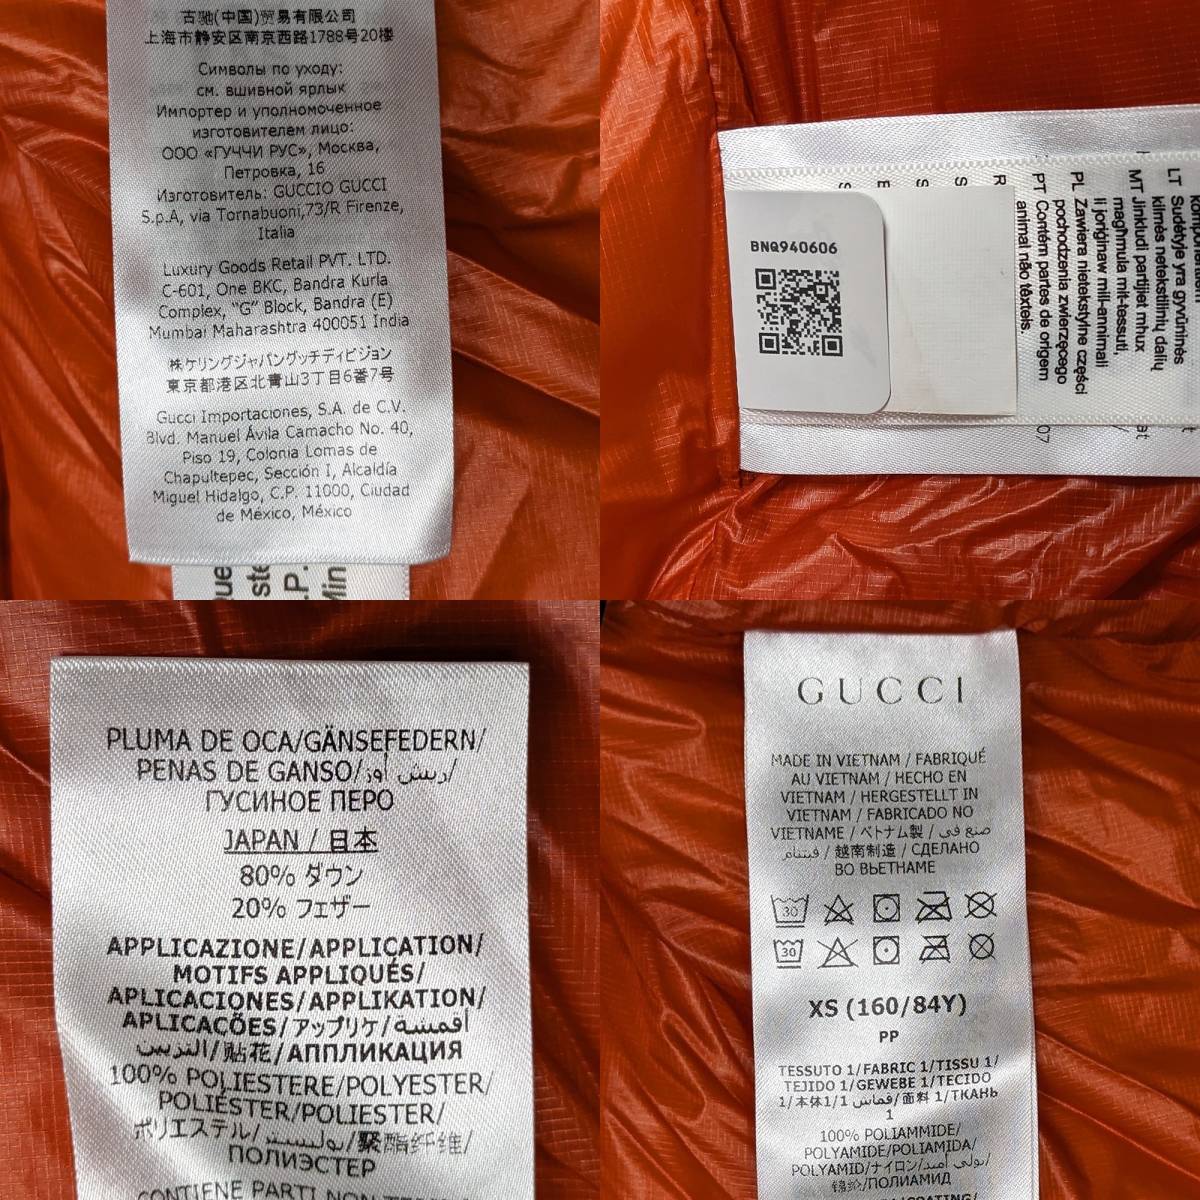 古驰(中国)贸易有限公司
上海市静安区南京西路1788号20楼
Символы по уходу:
см. вшивной ярлык
Импортер и уполномоченное
изготовителем лицо:
ООО «ГУЧЧИ РУС», Москва,
Петровка, 16
Изготовитель: GUCCIO GUCCI
S.p.A, via Tornabuoni,73/R Firenze,
Italia
Luxury Goods Retail PVT. LTD.
C-601, One BKC, Bandra Kurla
Complex, "G" Block, Bandra (E)
Mumbai Maharashtra 400051 India
㈱ケリングジャパングッチディビジョン
東京都港区北青山3丁目6番7号
Gucci Importaciones, S.A. de C.V.
Blvd. Manuel Ávila Camacho No. 40,
Piso 19, Colonia Lomas de
Chapultepec, Sección I, Alcaldía
Miguel Hidalgo, C.P. 11000, Ciudad
de México, México
BNQ940606
LT Sudėtyje yra gyvūninės
kilmės netekstilinių dalių
MT Jinkludi partijiet mhux
magħmula mit-tessuti,
li joriġinaw mill-annimali
PL Zawiera nietekstylne części
pochodzenia zwierzęcego
PT Contém partes de origem
animal não têxteis.
07
PLUMA DE OCA/GÄNSEFEDERN/
PENAS DE GANSO/ريش أوز/
ГУСИНОЕ ПЕРО
JAPAN / 日本
80% ダウン
20% フェザー
APPLICAZIONE/APPLICATION/
MOTIFS APPLIQUÉS/
APLICACIONES/APPLIKATION/
APLICAÇÕES/アップリケ/أقمشة
التزيين/贴花/АППЛИКАЦИЯ
100% POLIESTERE/POLYESTER/
POLIÉSTER/POLIESTER/
ポリエステル/بوليستر/聚酯纤维/
ПОЛИЭСТЕР
CONTIENE PARTI NON
GUCCI
MADE IN VIETNAM / FABRIQUÉ
AU VIETNAM / HECHO EN
VIETNAM / HERGESTELLT IN
VIETNAM / FABRICADO NO
VIETNAME / ベトナム製 / صنع في
فيتنام / 越南制造 / СДЕЛАНО
ВО ВЬЕТНАМЕ
30
30
XS (160/84Y)
PP
TESSUTO 1/FABRIC 1/TISSU 1/
TEJIDO 1/GEWEBE 1/TECIDO
1/本体1/قماش 1/面料 1/ТКАНЬ
1
100% POLIAMMIDE/
POLYAMIDE/POLIAMIDA/
POLYAMID/ナイロン/بولي أميد/
锦纶/ПОЛИАМИД